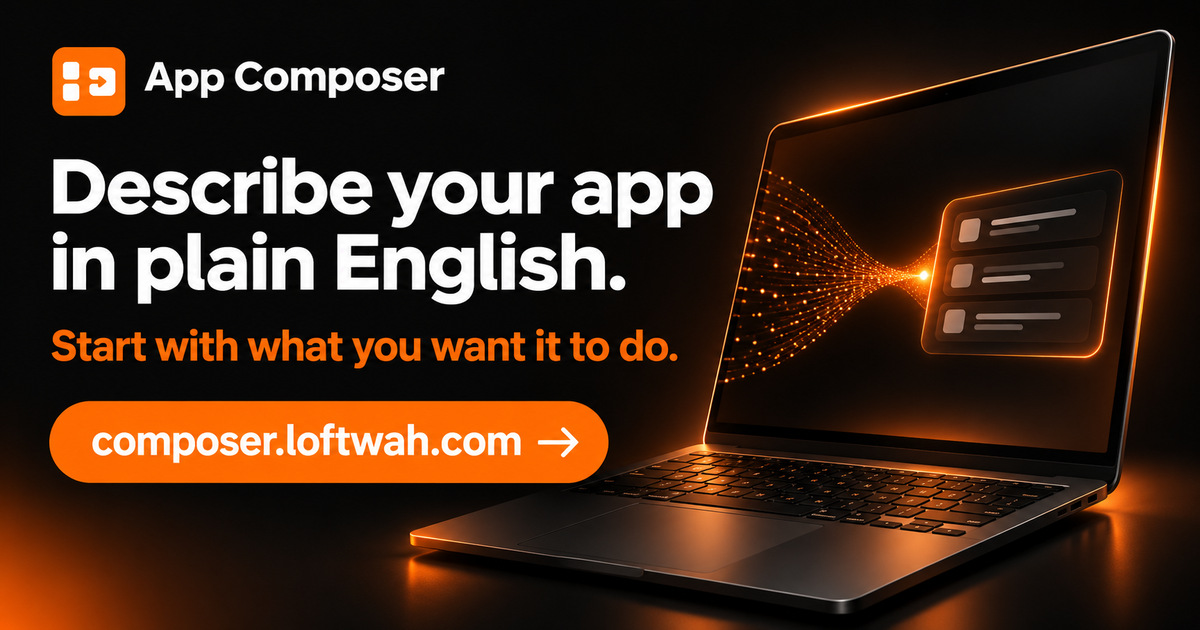 App Composer
Describe your app
in plain English.
Start with what you want it to do.
composer.loftwah.com →